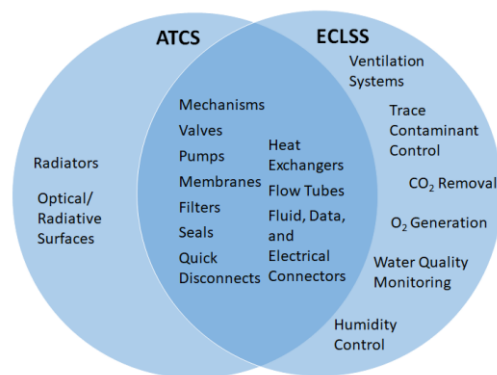 ATCS
ECLSS
Radiators
Optical/
Radiative
Surfaces
Mechanisms
Valves
Pumps
Membranes
Filters
Seals
Quick
Disconnects
Heat
Exchangers
Flow Tubes
Fluid, Data,
and
Electrical
Connectors
Ventilation
Systems
Trace
Contaminant
Control
CO₂ Removal
O₂ Generation
Water Quality
Monitoring
Humidity
Control